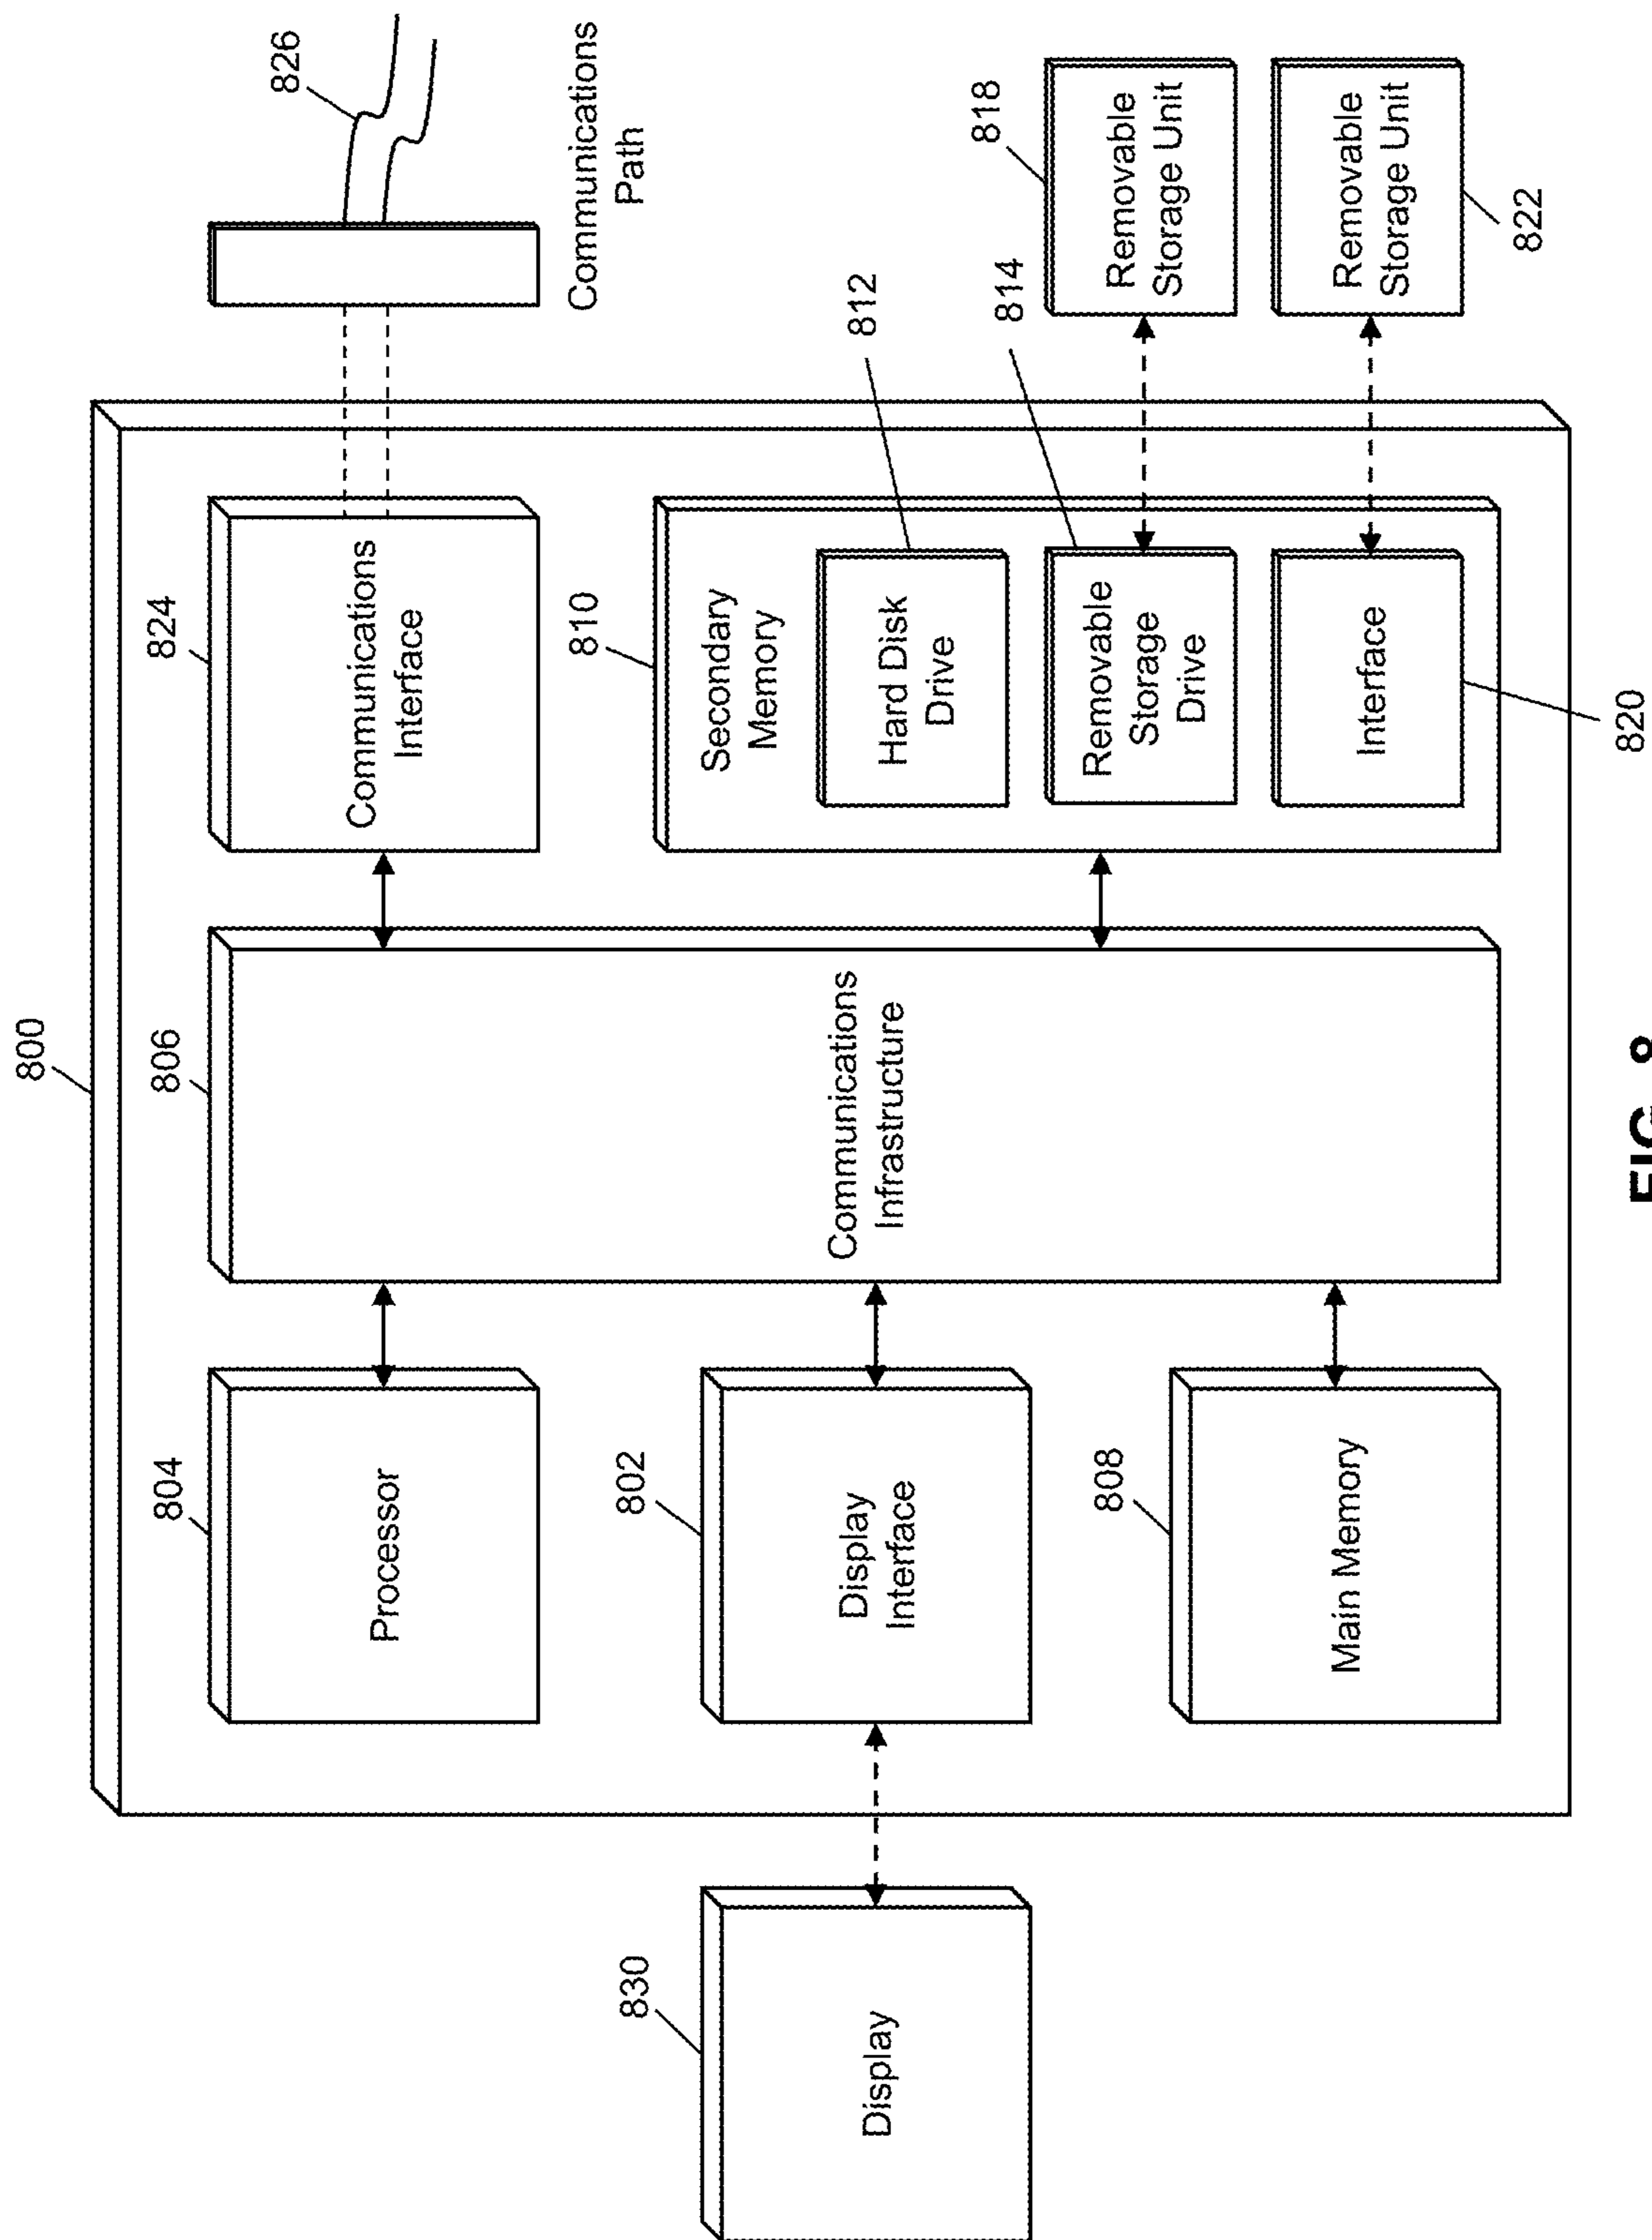 800
804
Processor
806
Communications
Infrastructure
824
Communications
Interface
826
Communications
Path
830
Display
802
Display
Interface
808
Main Memory
810
Secondary
Memory
812
Hard Disk
Drive
814
Removable
Storage
Drive
818
Removable
Storage Unit
Interface
820
Removable
Storage Unit
822
FIG. 8